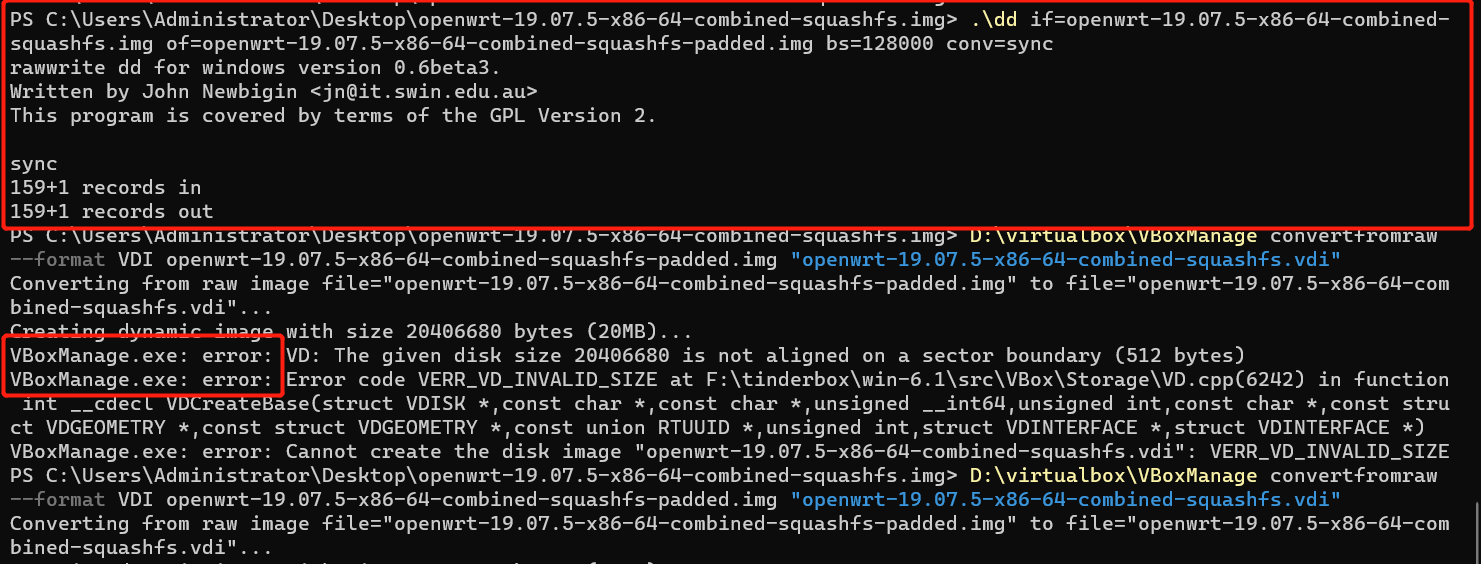 PS C:\Users\Administrator\Desktop\openwrt-19.07.5-x86-64-combined-squashfs.img> .\dd if=openwrt-19.07.5-x86-64-combined-
squashfs.img of=openwrt-19.07.5-x86-64-combined-squashfs-padded.img bs=128000 conv=sync
rawwrite dd for windows version 0.6beta3.
Written by John Newbigin <jn@it.swin.edu.au>
This program is covered by terms of the GPL Version 2.
sync
159+1 records in
159+1 records out
PS C:\Users\Administrator\Desktop\openwrt-19.07.5-x86-64-combined-squashfs.img> D:\virtualbox\VBoxManage convertfromraw
--format VDI openwrt-19.07.5-x86-64-combined-squashfs-padded.img "openwrt-19.07.5-x86-64-combined-squashfs.vdi"
Converting from raw image file="openwrt-19.07.5-x86-64-combined-squashfs-padded.img" to file="openwrt-19.07.5-x86-64-com
bined-squashfs.vdi"...
Creating dynamic image with size 20406680 bytes (20MB)...
VBoxManage.exe: error: VD: The given disk size 20406680 is not aligned on a sector boundary (512 bytes)
VBoxManage.exe: error: Error code VERR_VD_INVALID_SIZE at F:\tinderbox\win-6.1\src\VBox\Storage\VD.cpp(6242) in function
int __cdecl VDCreateBase(struct VDISK *,const char *,const char *,unsigned __int64,unsigned int,const char *,const stru
ct VDGEOMETRY *,const struct VDGEOMETRY *,const union RTUUID *,unsigned int,struct VDINTERFACE *,struct VDINTERFACE *)
VBoxManage.exe: error: Cannot create the disk image "openwrt-19.07.5-x86-64-combined-squashfs.vdi": VERR_VD_INVALID_SIZE
PS C:\Users\Administrator\Desktop\openwrt-19.07.5-x86-64-combined-squashfs.img> D:\virtualbox\VBoxManage convertfromraw
--format VDI openwrt-19.07.5-x86-64-combined-squashfs-padded.img "openwrt-19.07.5-x86-64-combined-squashfs.vdi"
Converting from raw image file="openwrt-19.07.5-x86-64-combined-squashfs-padded.img" to file="openwrt-19.07.5-x86-64-com
bined-squashfs.vdi"...